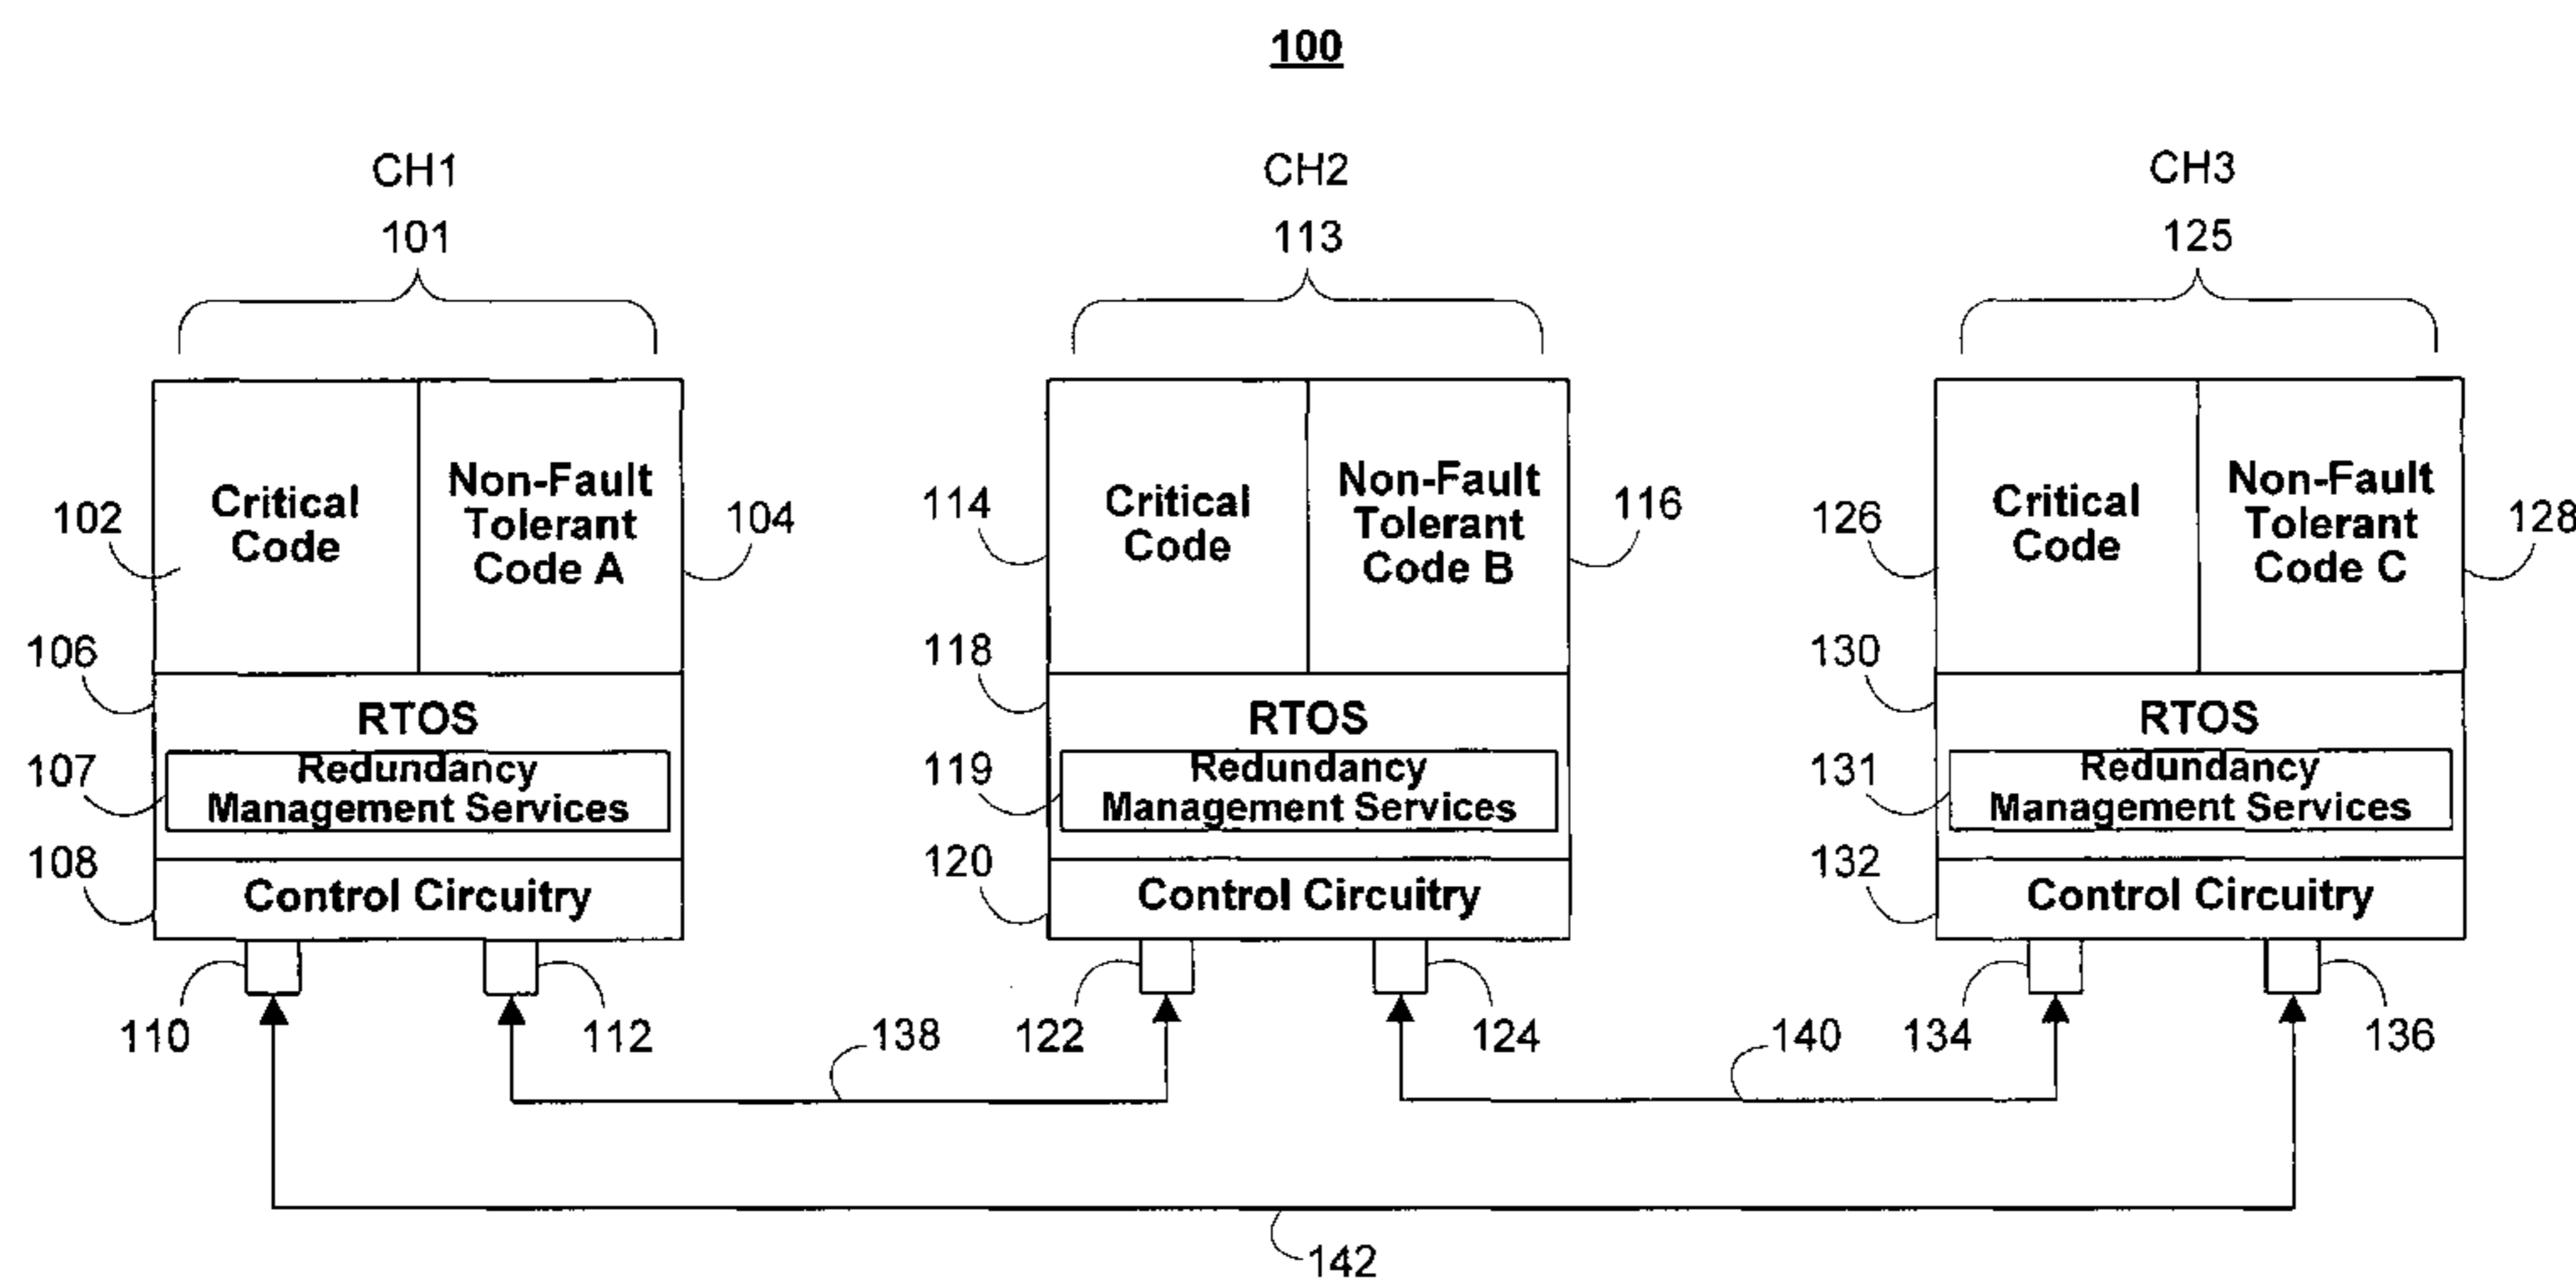 100
CH1
CH2
CH3
101
113
125
102
Critical
Code
Non-Fault
Tolerant
Code A
104
114
Critical
Code
Non-Fault
Tolerant
Code B
116
126
Critical
Code
Non-Fault
Tolerant
Code C
128
106
RTOS
118
RTOS
130
RTOS
107
Redundancy
Management Services
119
Redundancy
Management Services
131
Redundancy
Management Services
108
Control Circuitry
120
Control Circuitry
132
Control Circuitry
110
112
138
122
124
140
134
136
142